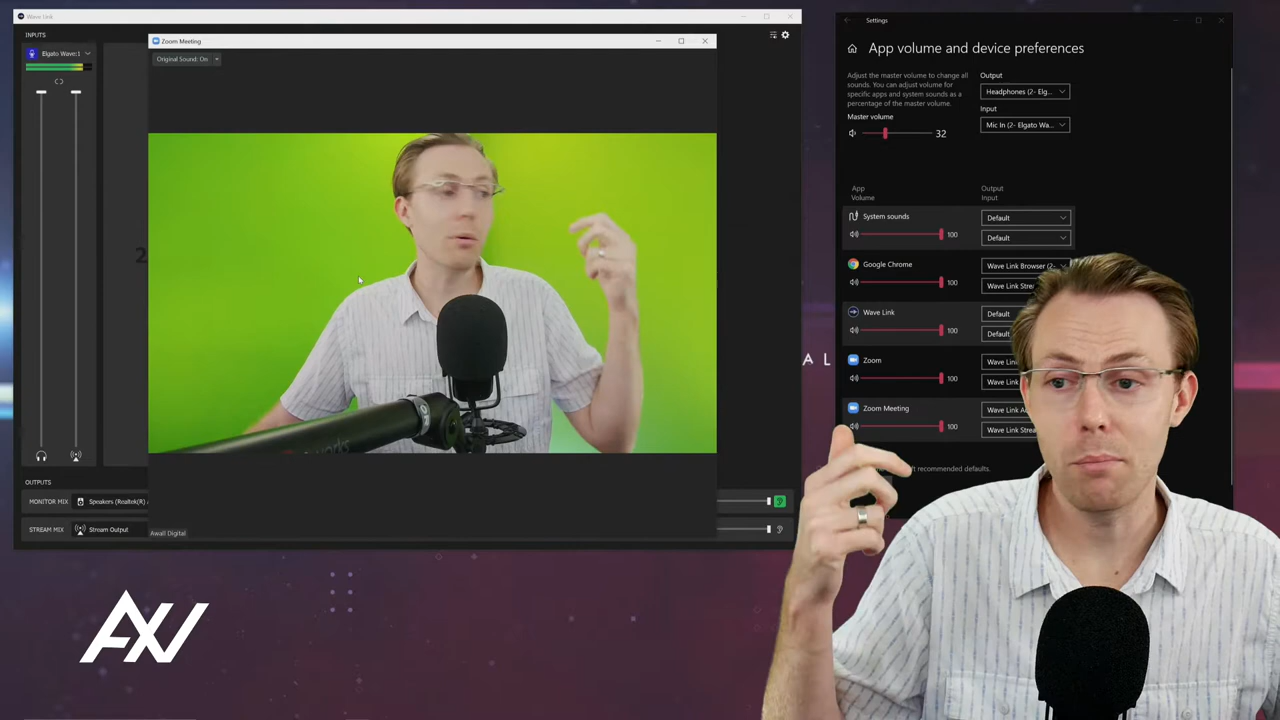 Wave Link
INPUTS
Elgato Wave:1
Zoom Meeting
Original Sound: On
2
OUTPUTS
MONITOR MIX
Speakers (Realtek(R)
STREAM MIX
Stream Output
Awall Digital
Settings
App volume and device preferences
Adjust the master volume to change all
sounds. You can adjust volume for
specific apps and system sounds as a
percentage of the master volume.
Master volume
32
Output
Headphones (2- Elg...
Input
Mic In (2- Elgato Wa...
App
Volume
Output
Input
System sounds
100
Default
Default
Google Chrome
100
Wave Link Browser (2-
Wave Link Strea
Wave Link
100
Default
Default
Zoom
100
Wave Link
Wave Link
Zoom Meeting
100
Wave Link
Wave Link Strea
recommended defaults.
A L
AW